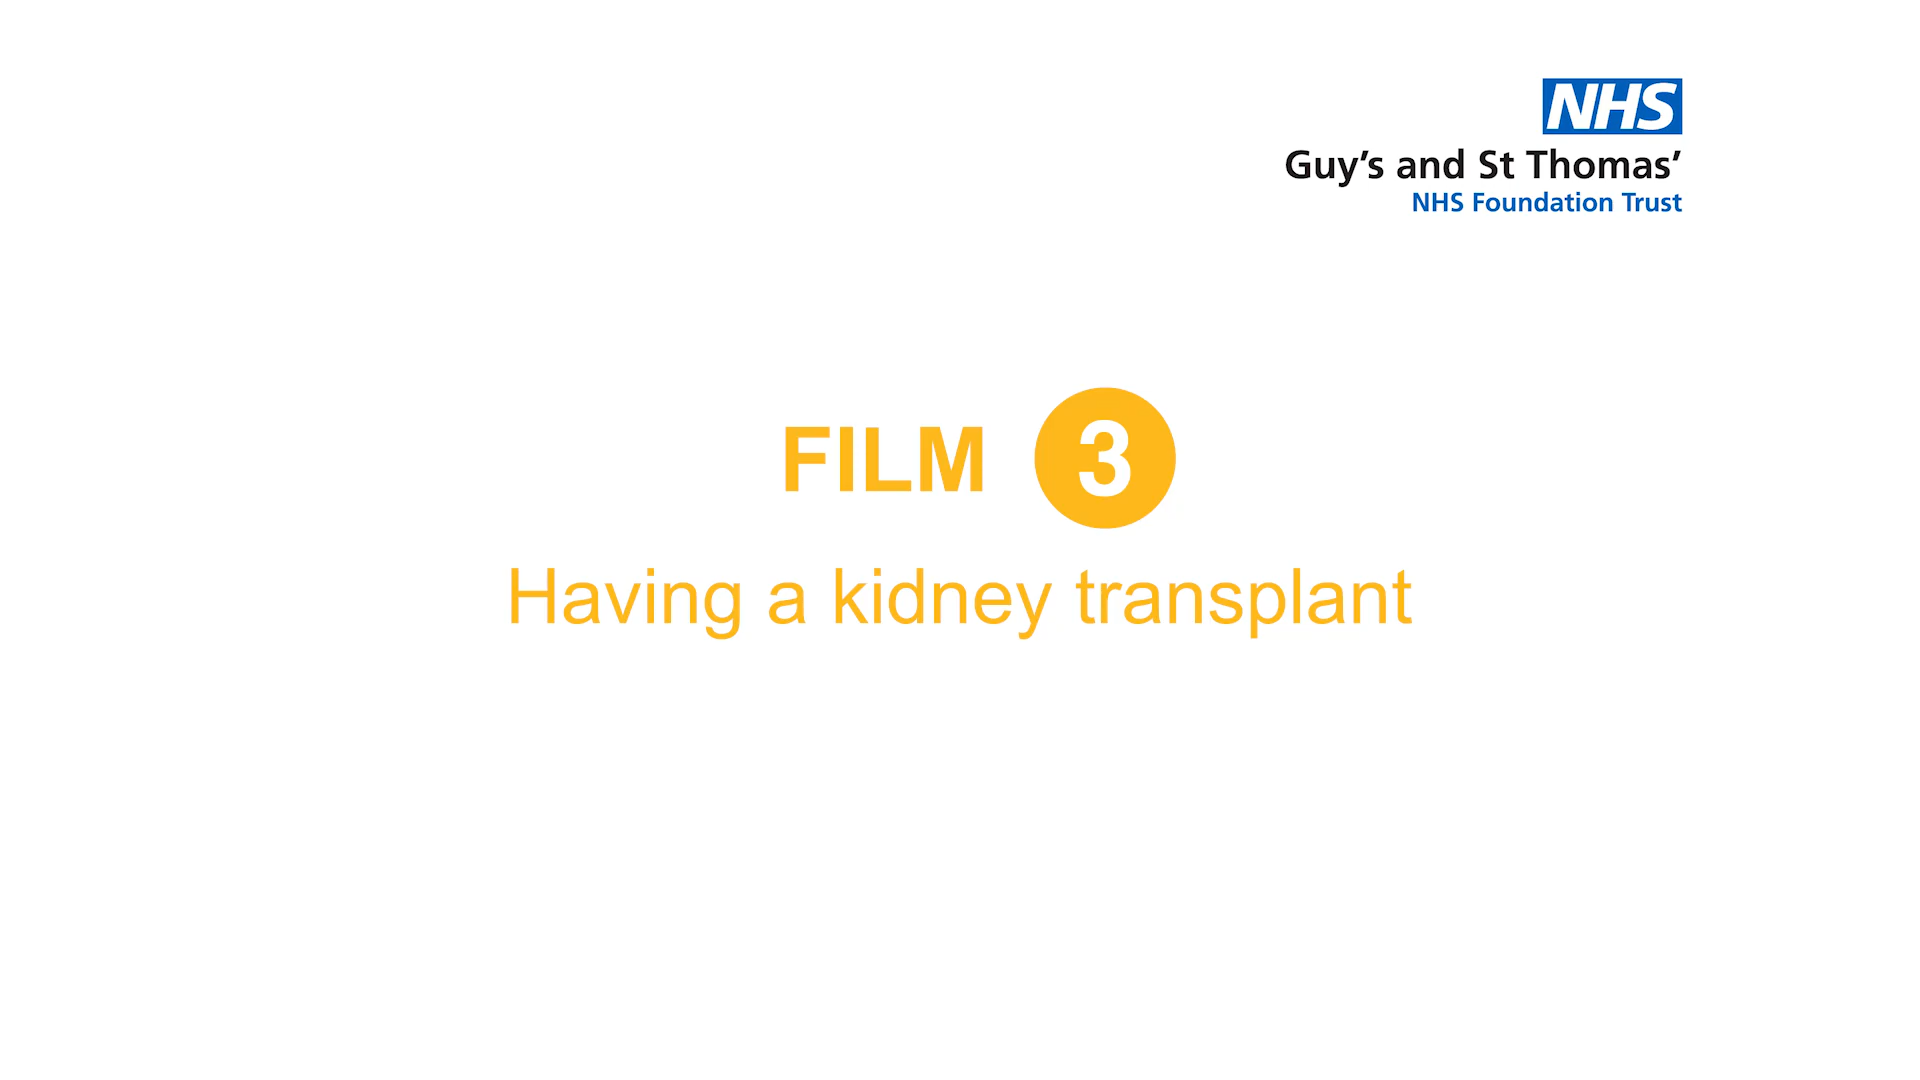 NHS
Guy's and St Thomas'
NHS Foundation Trust
FILM 3
Having a kidney transplant